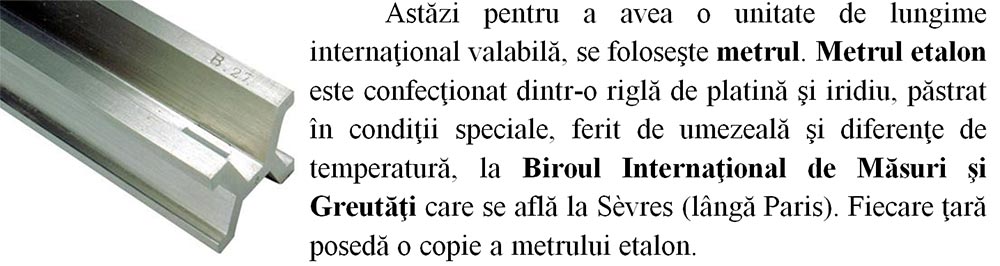 B.27
Astăzi pentru a avea o unitate de lungime
internaţional valabilă, se foloseşte metrul. Metrul etalon
este confecţionat dintr-o riglă de platină şi iridiu, păstrat
în condiţii speciale, ferit de umezeală şi diferenţe de
temperatură, la Biroul Internaţional de Măsuri şi
Greutăţi care se află la Sèvres (lângă Paris). Fiecare ţară
posedă o copie a metrului etalon.